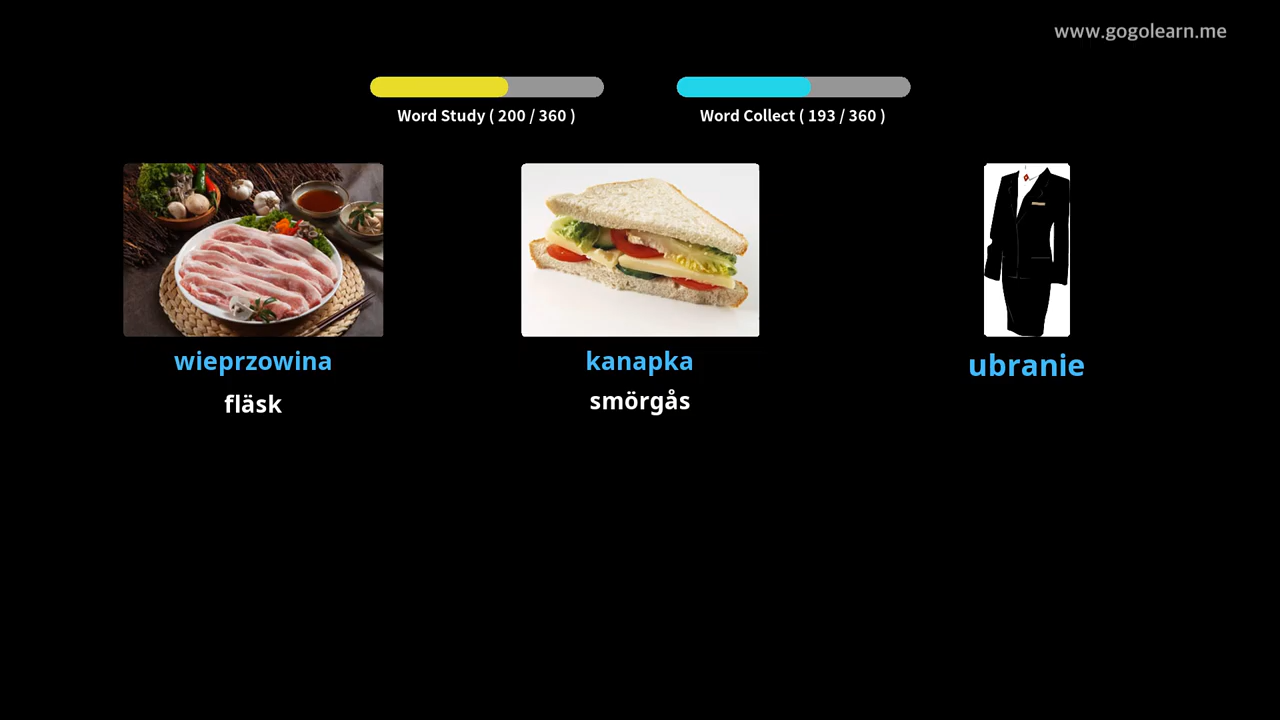 www.gogolearn.me
Word Study ( 200 / 360 )
Word Collect ( 193 / 360 )
wieprzowina
fläsk
kanapka
smörgås
ubranie